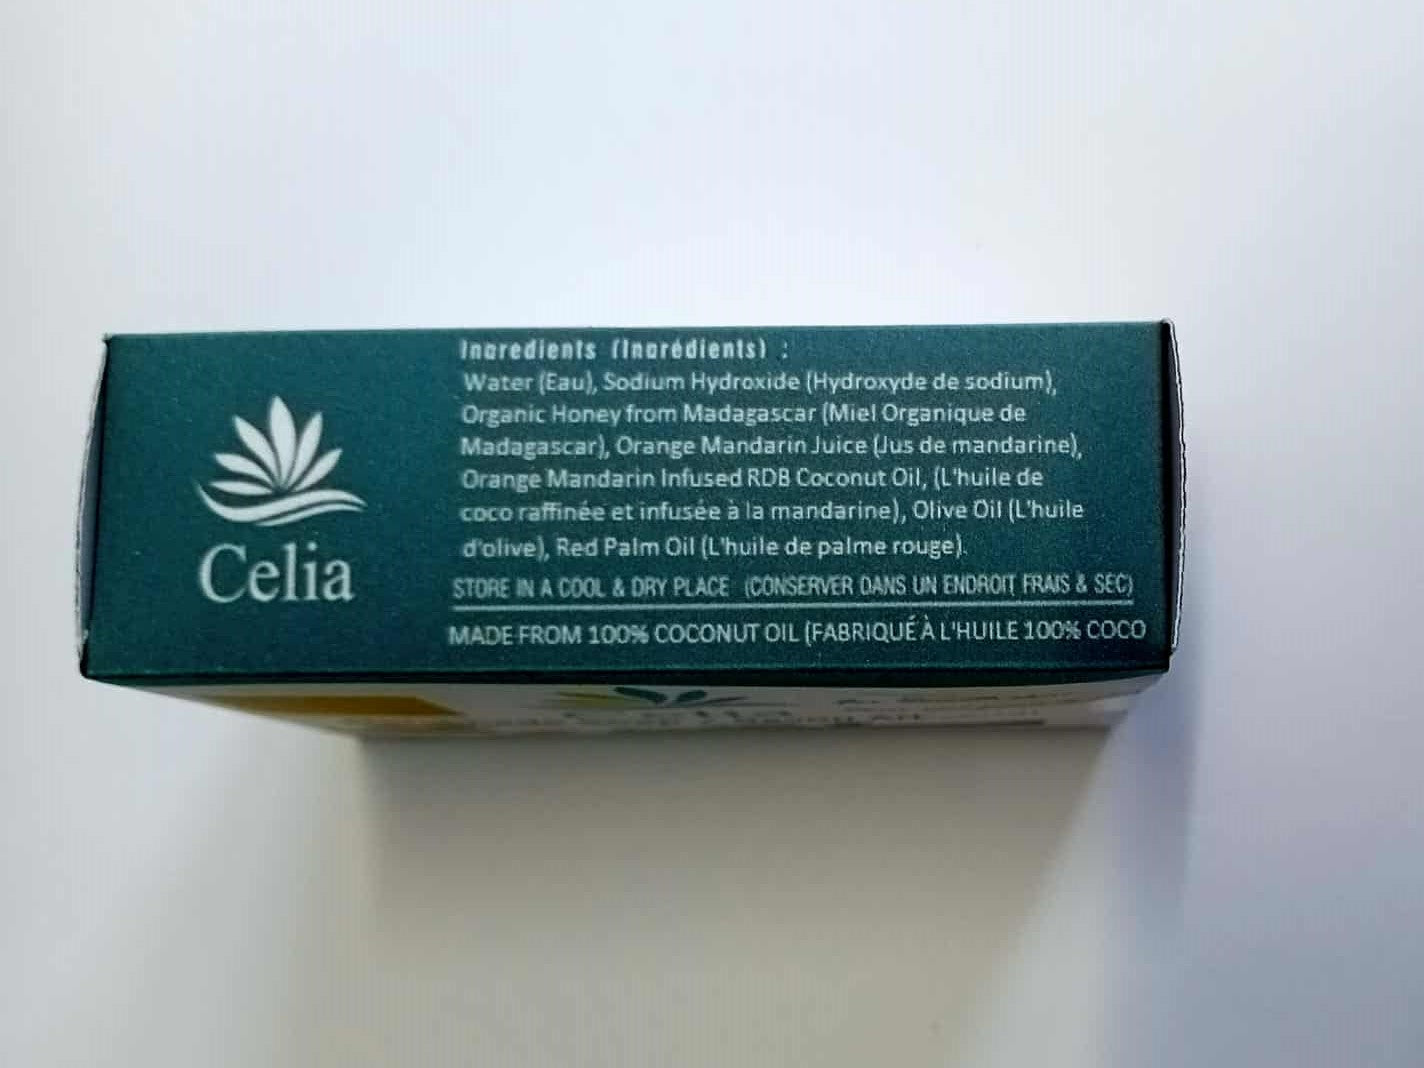 Ingredients (Ingrédients) :
Water (Eau), Sodium Hydroxide (Hydroxyde de sodium),
Organic Honey from Madagascar (Miel Organique de
Madagascar), Orange Mandarin Juice (Jus de mandarine),
Orange Mandarin Infused RDB Coconut Oil, (L'huile de
coco raffinée et infusée à la mandarine), Olive Oil (L'huile
d'olive), Red Palm Oil (L'huile de palme rouge).
STORE IN A COOL & DRY PLACE (CONSERVER DANS UN ENDROIT FRAIS & SEC)
MADE FROM 100% COCONUT OIL (FABRIQUÉ À L'HUILE 100% COCO
Celia